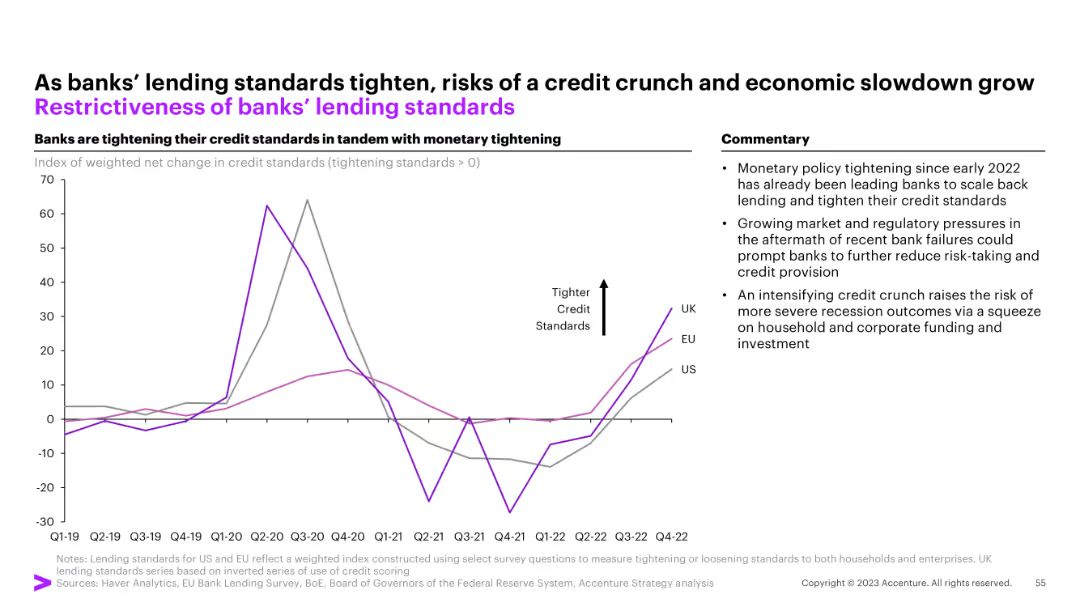 As banks’ lending standards tighten, risks of a credit crunch and economic slowdown grow
Restrictiveness of banks’ lending standards
Banks are tightening their credit standards in tandem with monetary tightening
Index of weighted net change in credit standards (tightening standards > 0)
70
60
50
40
30
20
10
0
-10
-20
-30
Tighter
Credit
Standards
UK
EU
US
Q1-19 Q2-19 Q3-19 Q4-19 Q1-20 Q2-20 Q3-20 Q4-20 Q1-21 Q2-21 Q3-21 Q4-21 Q1-22 Q2-22 Q3-22 Q4-22
Commentary
• Monetary policy tightening since early 2022
has already been leading banks to scale back
lending and tighten their credit standards
• Growing market and regulatory pressures in
the aftermath of recent bank failures could
prompt banks to further reduce risk-taking and
credit provision
• An intensifying credit crunch raises the risk of
more severe recession outcomes via a squeeze
on household and corporate funding and
investment
Notes: Lending standards for US and EU reflect a weighted index constructed using select survey questions to measure tightening or loosening standards to both households and enterprises. UK
lending standards series based on inverted series of use of credit scoring
Sources: Haver Analytics, EU Bank Lending Survey, BoE, Board of Governors of the Federal Reserve System, Accenture Strategy analysis
Copyright © 2023 Accenture. All rights reserved. 55